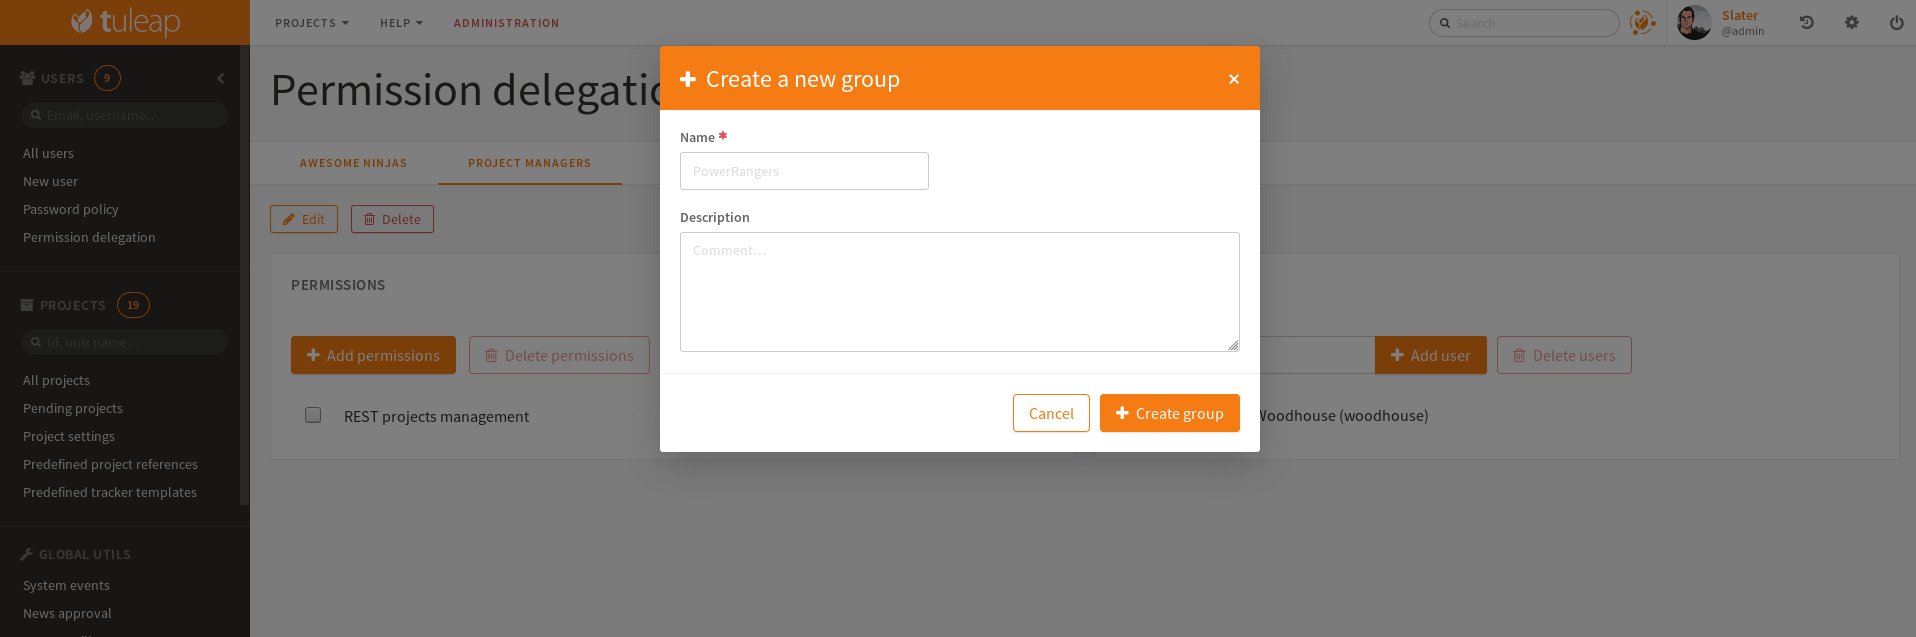 tuleap
PROJECTS
HELP
ADMINISTRATION
Search
Slater
@admin
USERS 9
Email, username...
All users
New user
Password policy
Permission delegation
PROJECTS 19
Id, unix name...
All projects
Pending projects
Project settings
Predefined project references
Predefined tracker templates
GLOBAL UTILS
System events
News approval
Permission delegatio
AWESOME NINJAS
PROJECT MANAGERS
Edit
Delete
PERMISSIONS
Add permissions
Delete permissions
REST projects management
Add user
Delete users
Woodhouse (woodhouse)
Create a new group
×
Name *
PowerRangers
Description
Comment...
Cancel
Create group